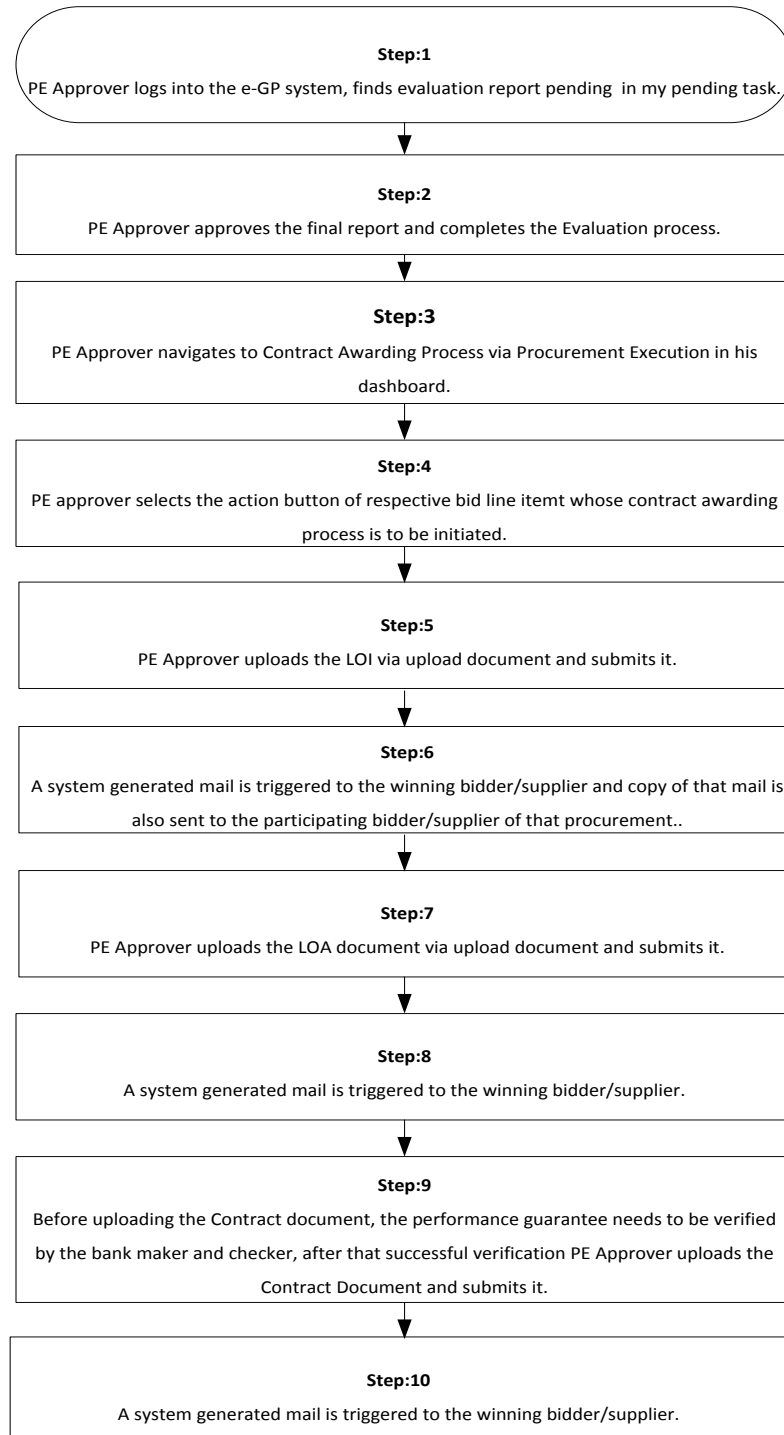 Step:1
PE Approver logs into the e-GP system, finds evaluation report pending in my pending task.
Step:2
PE Approver approves the final report and completes the Evaluation process.
Step:3
PE Approver navigates to Contract Awarding Process via Procurement Execution in his
dashboard.
Step:4
PE approver selects the action button of respective bid line itemt whose contract awarding
process is to be initiated.
Step:5
PE Approver uploads the LOI via upload document and submits it.
Step:6
A system generated mail is triggered to the winning bidder/supplier and copy of that mail is
also sent to the participating bidder/supplier of that procurement..
Step:7
PE Approver uploads the LOA document via upload document and submits it.
Step:8
A system generated mail is triggered to the winning bidder/supplier.
Step:9
Before uploading the Contract document, the performance guarantee needs to be verified
by the bank maker and checker, after that successful verification PE Approver uploads the
Contract Document and submits it.
Step:10
A system generated mail is triggered to the winning bidder/supplier.